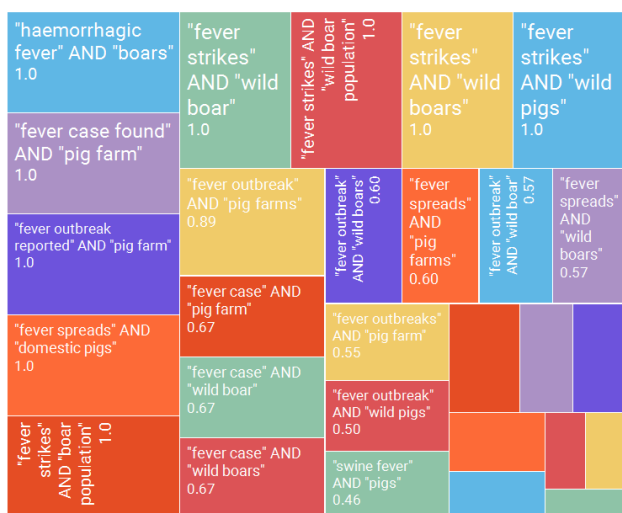 "haemorrhagic
fever" AND "boars"
1.0
"fever case found"
AND "pig farm"
1.0
"fever outbreak
reported" AND "pig farm"
1.0
"fever spreads" AND
"domestic pigs"
1.0
"fever
strikes"
AND "boar
population"
1.0
"fever
strikes"
AND "wild
boar"
1.0
"fever strikes" AND
"wild boar
population"
1.0
"fever
strikes"
AND "wild
boars"
1.0
"fever
strikes"
AND "wild
pigs"
1.0
"fever outbreak"
AND "pig farms"
0.89
"fever case" AND
"pig farm"
0.67
"fever case" AND
"wild boar"
0.67
"fever case" AND
"wild boars"
0.67
"fever outbreak"
AND "wild boars"
0.60
"fever
spreads"
AND
"pig
farms"
0.60
"fever outbreak"
AND "wild boar"
0.57
"fever
spreads"
AND
"wild
boars"
0.57
"fever outbreaks"
AND "pig farm"
0.55
"fever outbreak"
AND "wild pigs"
0.50
"swine fever"
AND "pigs"
0.46